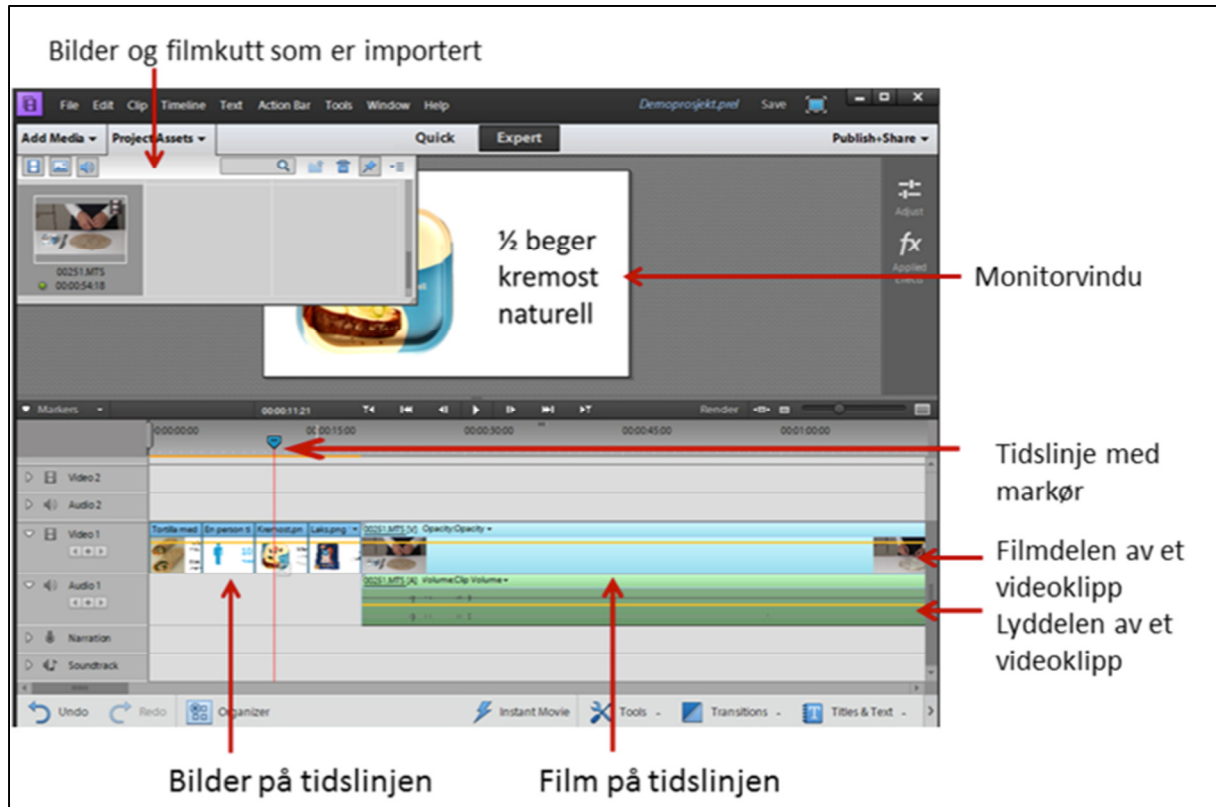 Bilder og filmkutt som er importert
File Edit Clip Timeline Text Action Bar Tools Window Help Demoprosjekt.prel Save
Add Media Project Assets Quick Expert Publish+Share
Adjust
fx
Applied
Effects
00251.MTS
00:00:54:18
½ beger
kremost
naturell
Monitorvindu
Markers 00:00:11:21 Render
0:00:00:00 00:00:15:00 00:00:30:00 00:00:45:00 00:01:00:00
Tidslinje med
markør
Video 2
Audio 2
Video 1 Tortilla med En person ti Kremost.pn Laks.png 00251.MTS [V] Opacity:Opacity
Filmdelen av et
videoklipp
Audio 1 00251.MTS [A] Volume:Clip Volume
Lyddelen av et
videoklipp
Narration
Soundtrack
Undo Redo Organizer Instant Movie Tools Transitions Titles & Text
Bilder på tidslinjen Film på tidslinjen